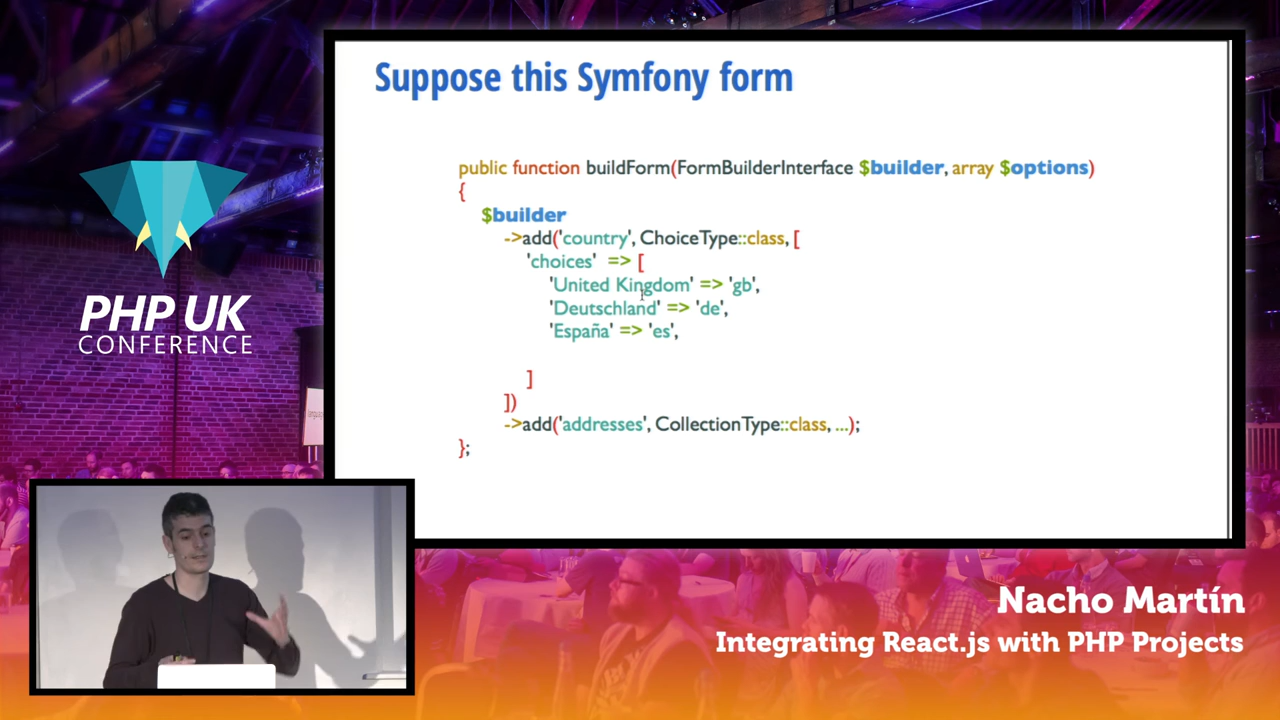 Suppose this Symfony form
public function buildForm(FormBuilderInterface $builder, array $options)
{
$builder
->add('country', ChoiceType::class, [
'choices' => [
'United Kingdom' => 'gb',
'Deutschland' => 'de',
'España' => 'es',
]
])
->add('addresses', CollectionType::class, ...);
};
PHP UK
CONFERENCE
Nacho Martín
Integrating React.js with PHP Projects